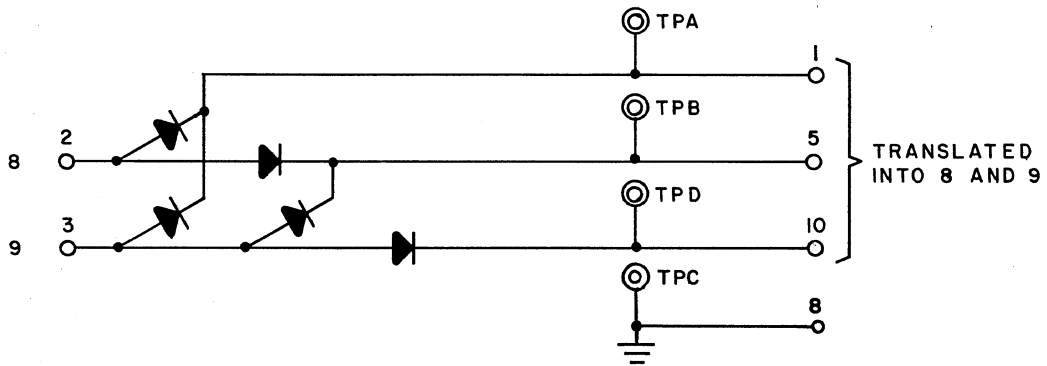 TPA
1
TPB
2
8
5
TRANSLATED
INTO 8 AND 9
TPD
3
9
10
TPC
8